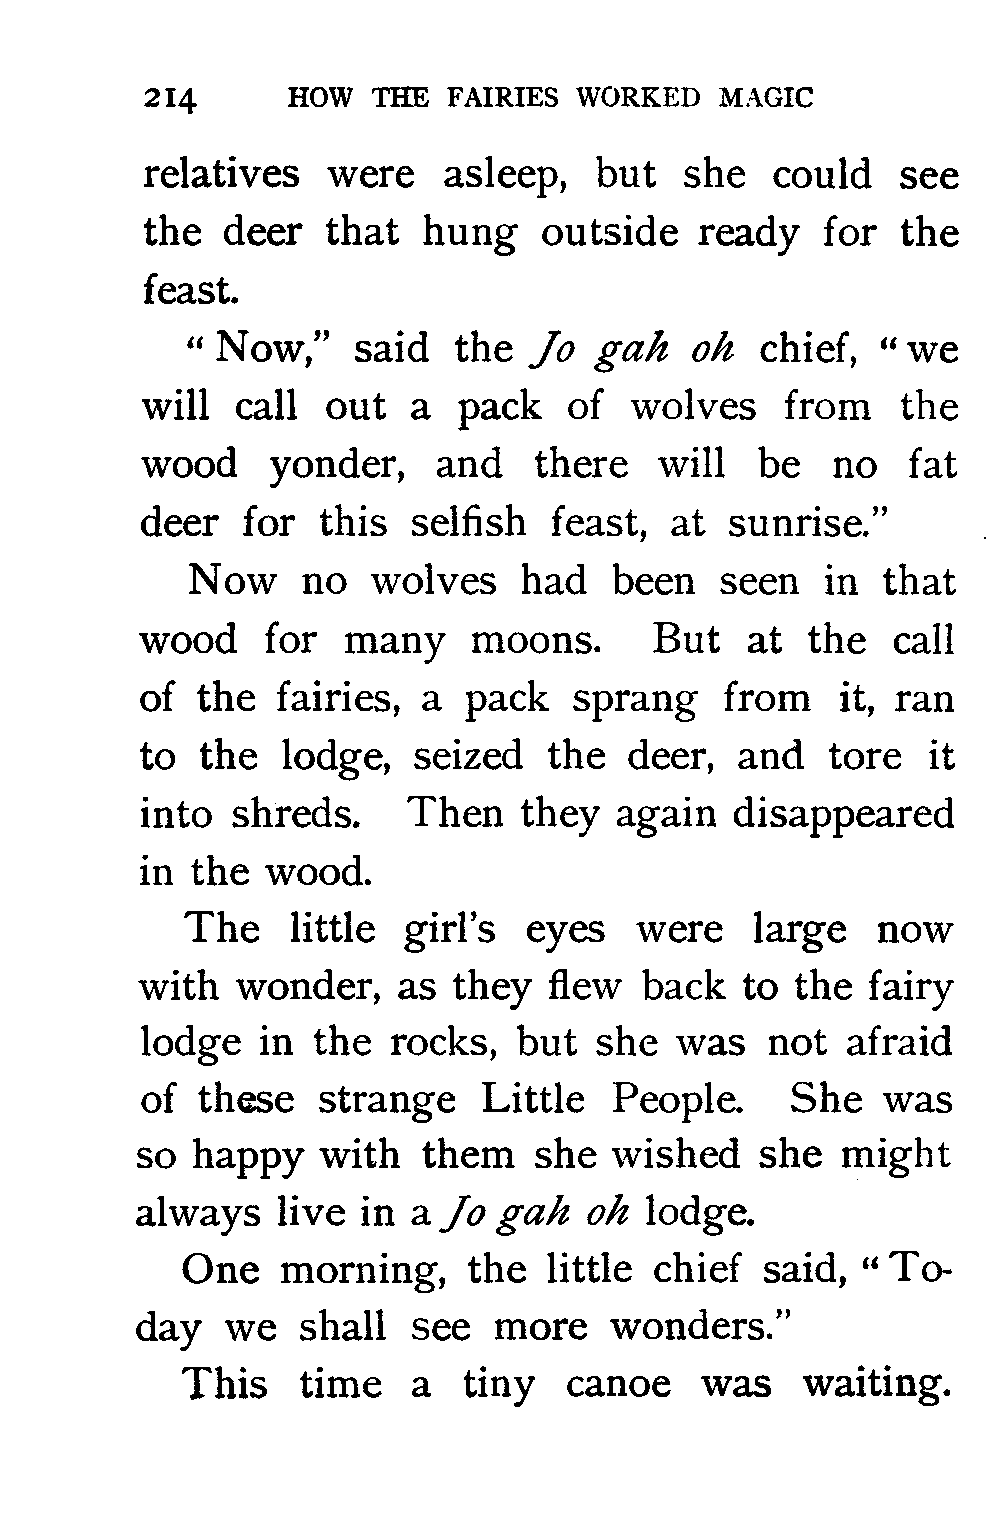 214 HOW THE FAIRIES WORKED MAGIC
relatives were asleep, but she could see
the deer that hung outside ready for the
feast.
“ Now,” said the Jo gah oh chief, “ we
will call out a pack of wolves from the
wood yonder, and there will be no fat
deer for this selfish feast, at sunrise.”
Now no wolves had been seen in that
wood for many moons. But at the call
of the fairies, a pack sprang from it, ran
to the lodge, seized the deer, and tore it
into shreds. Then they again disappeared
in the wood.
The little girl’s eyes were large now
with wonder, as they flew back to the fairy
lodge in the rocks, but she was not afraid
of these strange Little People. She was
so happy with them she wished she might
always live in a Jo gah oh lodge.
One morning, the little chief said, “ To-
day we shall see more wonders.”
This time a tiny canoe was waiting.